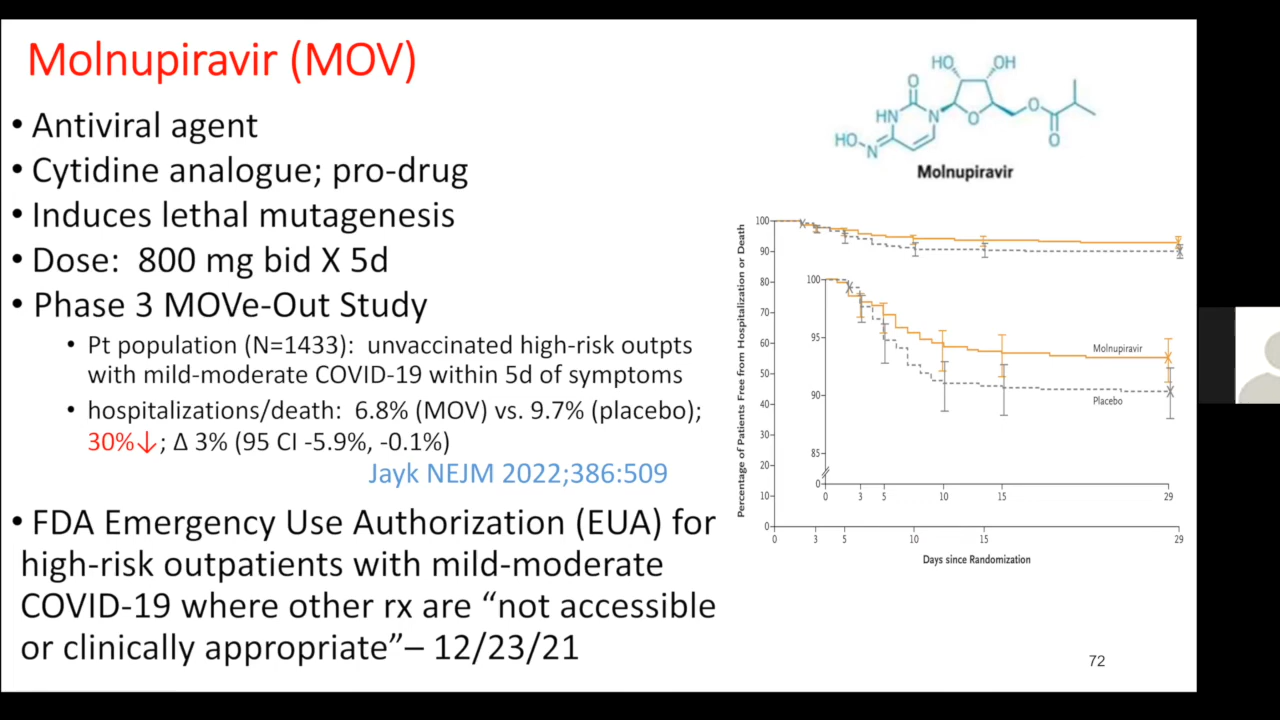 Molnupiravir (MOV)
• Antiviral agent
• Cytidine analogue; pro-drug
• Induces lethal mutagenesis
• Dose: 800 mg bid X 5d
• Phase 3 MOVe-Out Study
• Pt population (N=1433): unvaccinated high-risk outpts
with mild-moderate COVID-19 within 5d of symptoms
• hospitalizations/death: 6.8% (MOV) vs. 9.7% (placebo);
30%↓; Δ 3% (95 CI -5.9%, -0.1%)
Jayk NEJM 2022;386:509
• FDA Emergency Use Authorization (EUA) for
high-risk outpatients with mild-moderate
COVID-19 where other rx are “not accessible
or clinically appropriate”– 12/23/21
HO OH
O
HN N O O
HO N O
Molnupiravir
Percentage of Patients Free from Hospitalization or Death
100
90
80
70
60
50
40
30
20
10
0
100
95
90
85
0
Molnupiravir
Placebo
0 3 5 10 15 29
0 3 5 10 15 29
Days since Randomization
72